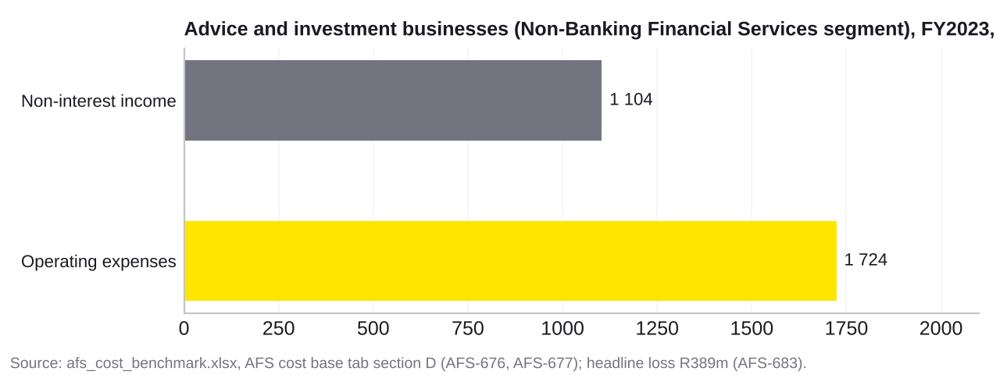 Advice and investment businesses (Non-Banking Financial Services segment), FY2023,
Non-interest income
1 104
Operating expenses
1 724
0 250 500 750 1000 1250 1500 1750 2000
Source: afs_cost_benchmark.xlsx, AFS cost base tab section D (AFS-676, AFS-677); headline loss R389m (AFS-683).